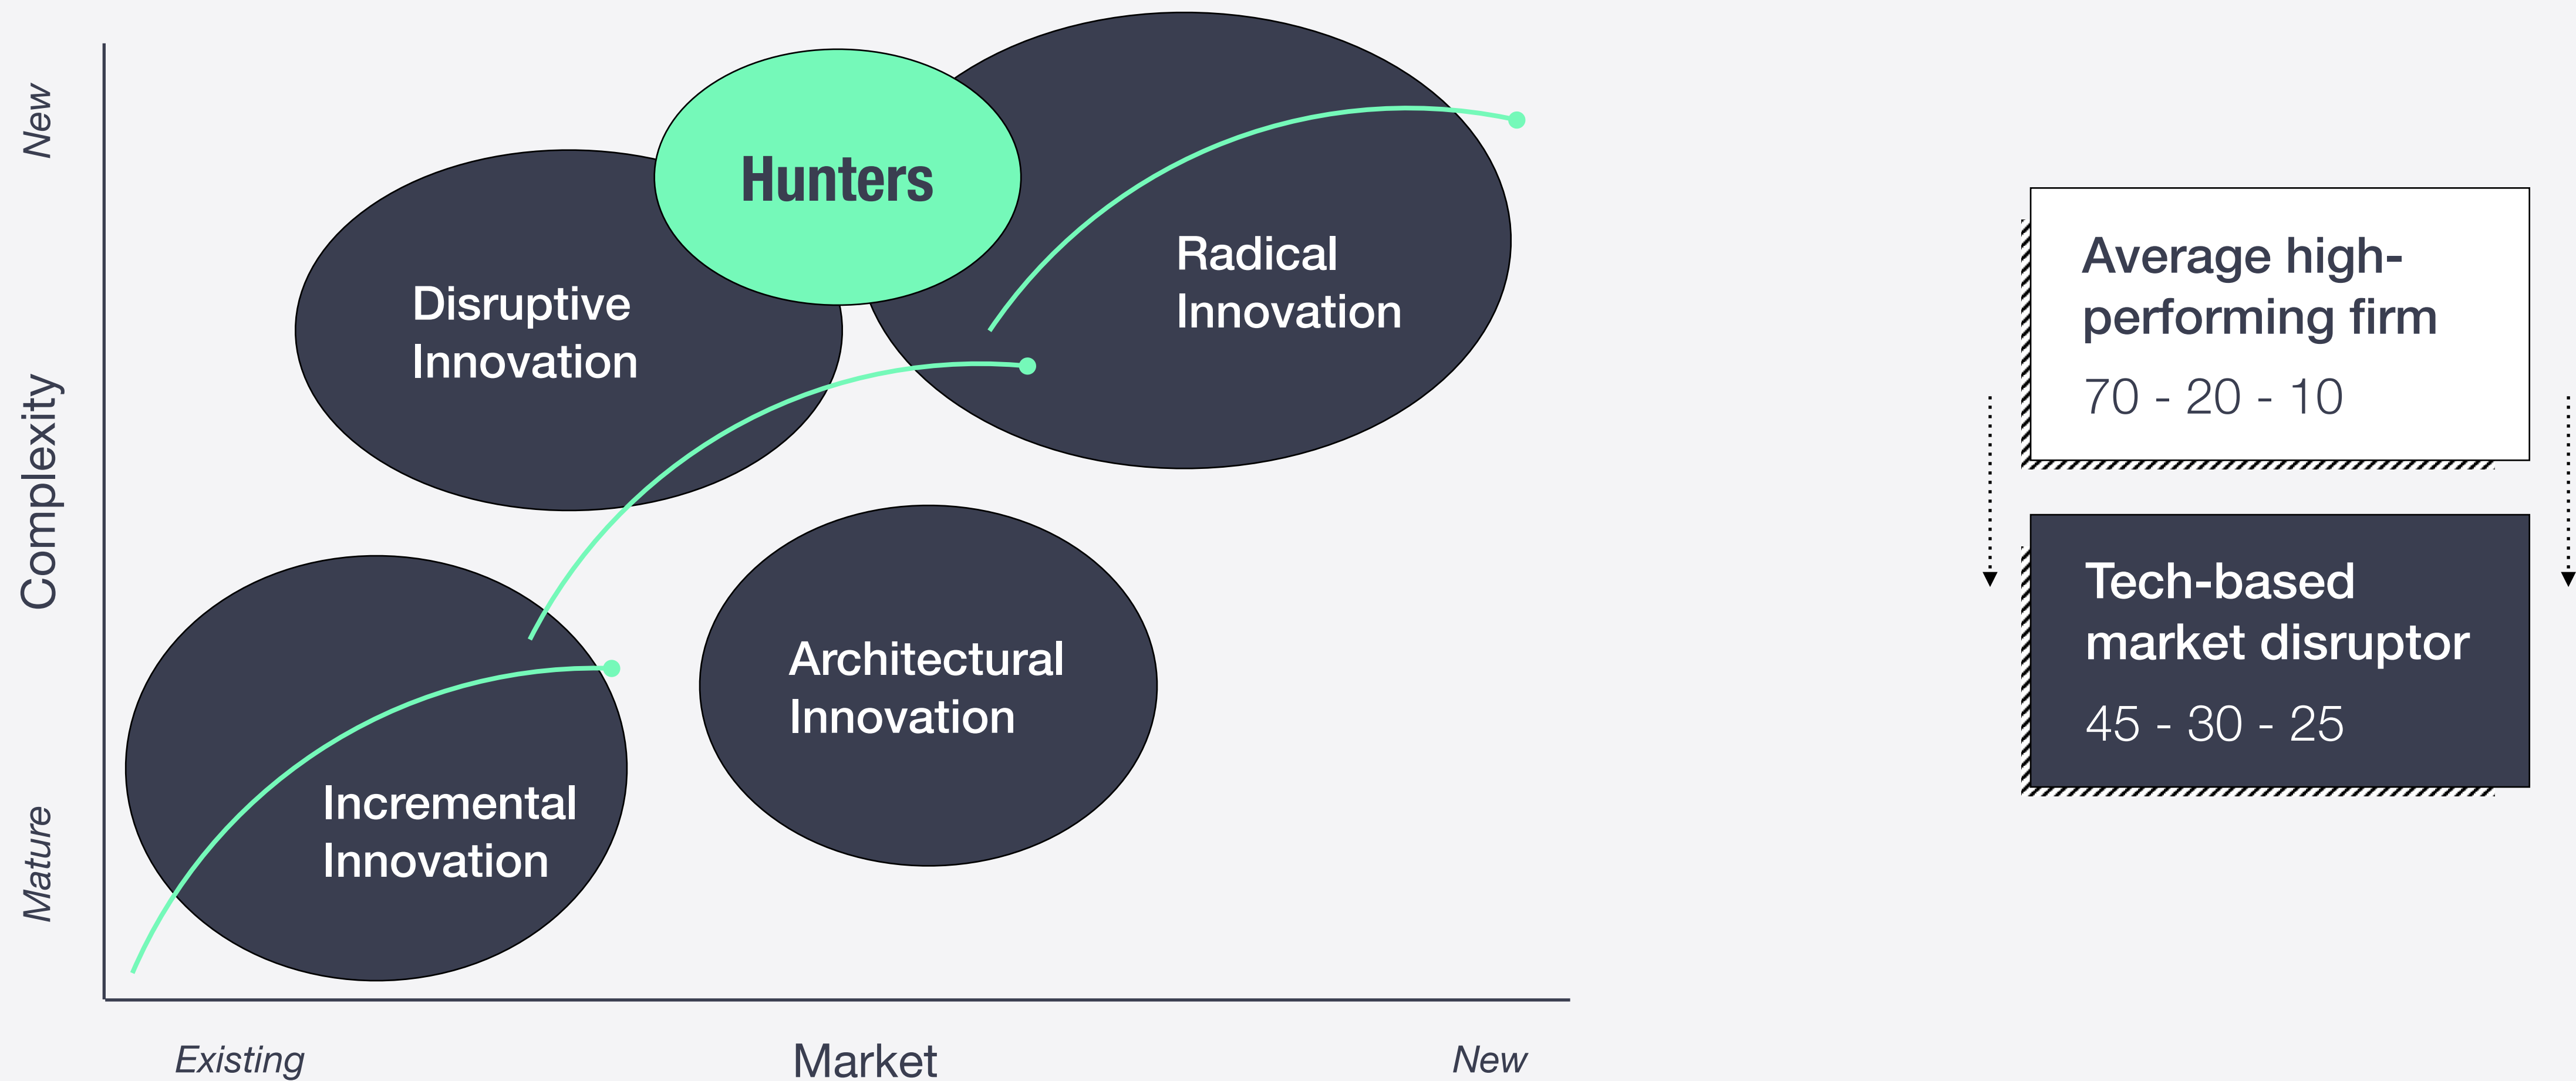 New
Complexity
Mature
Hunters
Disruptive
Innovation
Radical
Innovation
Incremental
Innovation
Architectural
Innovation
Existing
Market
New
Average high-
performing firm
70 - 20 - 10
Tech-based
market disruptor
45 - 30 - 25